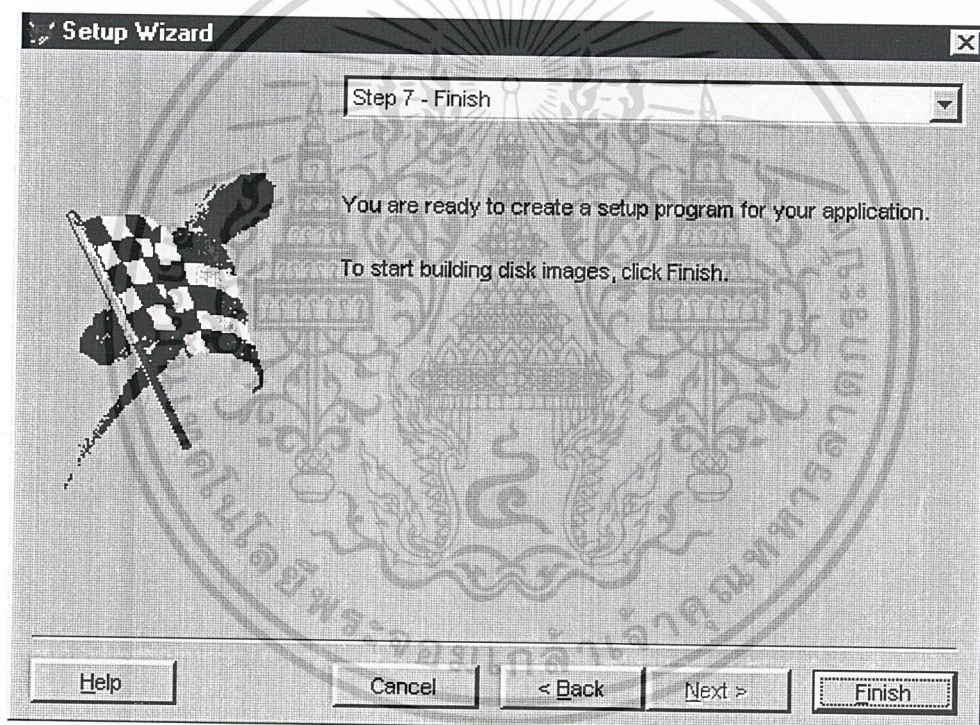 Setup Wizard
Step 7 - Finish
You are ready to create a setup program for your application.
To start building disk images, click Finish.
Help
Cancel
< Back
Next >
Finish